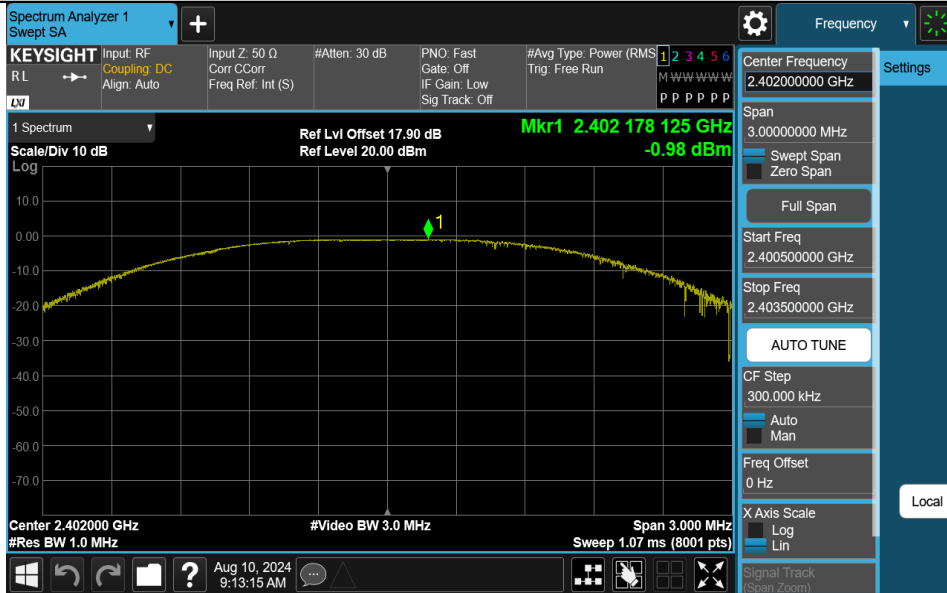 Spectrum Analyzer 1
Swept SA
+
Frequency
KEYSIGHT
RL
LXI
Input: RF
Coupling: DC
Align: Auto
Input Z: 50 Ω
Corr CCorr
Freq Ref: Int (S)
#Atten: 30 dB
PNO: Fast
Gate: Off
IF Gain: Low
Sig Track: Off
#Avg Type: Power (RMS
Trig: Free Run
1 2 3 4 5 6
M W W W W W
P P P P P P
1 Spectrum
Scale/Div 10 dB
Log
Ref Lvl Offset 17.90 dB
Ref Level 20.00 dBm
Mkr1 2.402 178 125 GHz
-0.98 dBm
1
10.0
0.00
-10.0
-20.0
-30.0
-40.0
-50.0
-60.0
-70.0
Center 2.402000 GHz
#Res BW 1.0 MHz
#Video BW 3.0 MHz
Span 3.000 MHz
Sweep 1.07 ms (8001 pts)
?
Aug 10, 2024
9:13:15 AM
Center Frequency
2.402000000 GHz
Span
3.00000000 MHz
Swept Span
Zero Span
Full Span
Start Freq
2.400500000 GHz
Stop Freq
2.403500000 GHz
AUTO TUNE
CF Step
300.000 kHz
Auto
Man
Freq Offset
0 Hz
X Axis Scale
Log
Lin
Signal Track
(Span Zoom)
Settings
Local